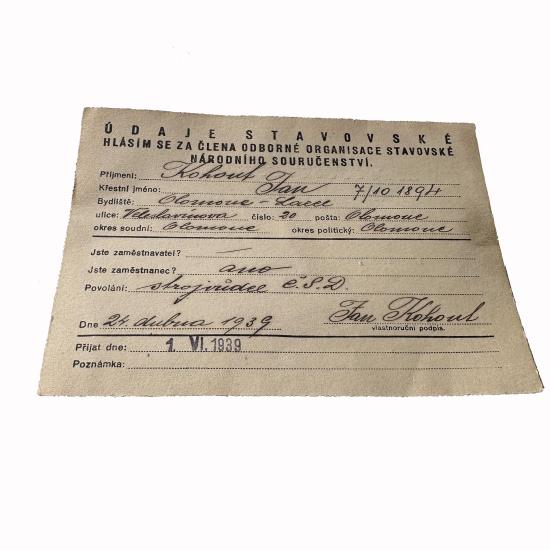 ÚDAJE STAVOVSKÉ
HLÁSÍM SE ZA ČLENA ODBORNÉ ORGANISACE STAVOVSKÉ
NÁRODNÍHO SOURUČENSTVÍ.
Příjmení: Kohout
Křestní jméno: Jan 7/10 1894
Bydliště: Olomouc -
ulice: Veleslavínova číslo: 20 pošta: Olomouc
okres soudní: Olomouc okres politický: Olomouc
Jste zaměstnavatel? —
Jste zaměstnanec? ano
Povolání: strojvůdce Č.S.D.
Dne 24. dubna 1939 Jan Kohout
vlastnoruční podpis.
Přijat dne: 1 VI. 1939
Poznámka: